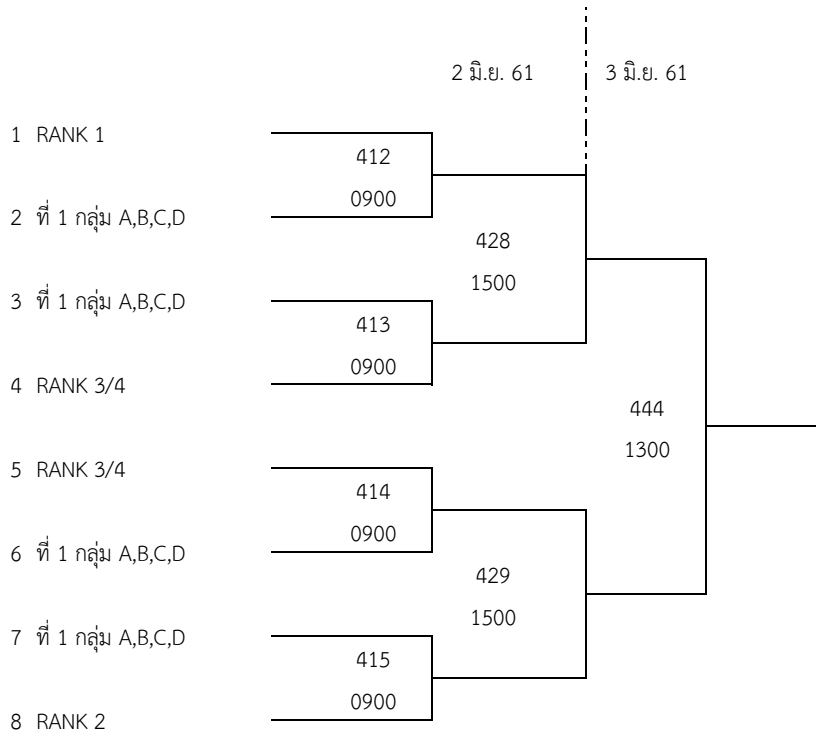 2 มิ.ย. 61 3 มิ.ย. 61
1 RANK 1
412
0900
2 ที่ 1 กลุ่ม A,B,C,D
428
1500
3 ที่ 1 กลุ่ม A,B,C,D
413
0900
4 RANK 3/4
444
1300
5 RANK 3/4
414
0900
6 ที่ 1 กลุ่ม A,B,C,D
429
1500
7 ที่ 1 กลุ่ม A,B,C,D
415
0900
8 RANK 2